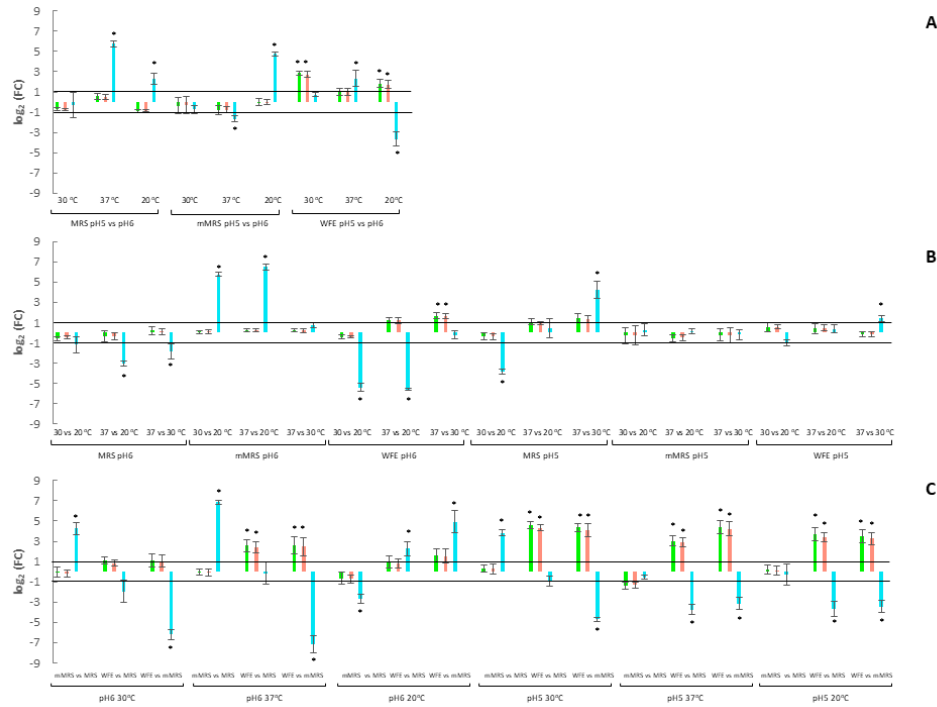 A
9
7
5
3
1
-1
-3
-5
-7
-9
log2 (FC)
30 °C 37 °C 20 °C 30°C 37°C 20°C 30°C 37°C 20°C
MRS pH5 vs pH6 mMRS pH5 vs pH6 WFE pH5 vs pH6
B
9
7
5
3
1
-1
-3
-5
-7
-9
log2 (FC)
30 vs 20 °C 37 vs 20°C 37 vs 30°C 30 vs 20°C 37 vs 20°C 37 vs 30°C 30 vs 20°C 37 vs 20°C 37 vs 30°C 30 vs 20°C 37 vs 20°C 37 vs 30°C 30 vs 20°C 37 vs 20°C 37 vs 30°C 30 vs 20°C 37 vs 20°C 37 vs 30°C
MRS pH6 mMRS pH6 WFE pH6 MRS pH5 mMRS pH5 WFE pH5
C
9
7
5
3
1
-1
-3
-5
-7
-9
log2 (FC)
mMRS vs MRS WFE vs MRS WFE vs mMRS mMRS vs MRS WFE vs MRS WFE vs mMRS mMRS vs MRS WFE vs MRS WFE vs mMRS mMRS vs MRS WFE vs MRS WFE vs mMRS mMRS vs MRS WFE vs MRS WFE vs mMRS mMRS vs MRS WFE vs MRS WFE vs mMRS
pH6 30°C pH6 37°C pH6 20°C pH5 30°C pH5 37°C pH5 20°C